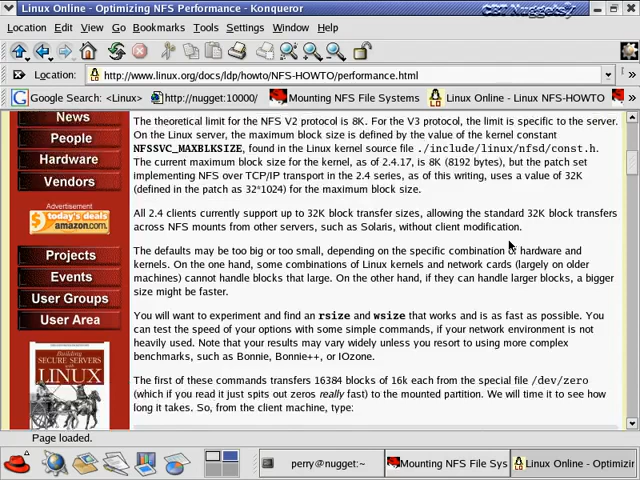 Linux Online - Optimizing NFS Performance - Konqueror
CBT Nuggets
Location Edit View Go Bookmarks Tools Settings Window Help
Location: http://www.linux.org/docs/ldp/howto/NFS-HOWTO/performance.html
Google Search: <Linux> http://nugget:10000/ Mounting NFS File Systems Linux Online - Linux NFS-HOWTO
News
People
Hardware
Vendors
Advertisement
today's deals
amazon.com
Projects
Events
User Groups
User Area
Building
SECURE SERVERS
WITH
LINUX
The theoretical limit for the NFS V2 protocol is 8K. For the V3 protocol, the limit is specific to the server.
On the Linux server, the maximum block size is defined by the value of the kernel constant
NFSSVC_MAXBLKSIZE, found in the Linux kernel source file ./include/linux/nfsd/const.h.
The current maximum block size for the kernel, as of 2.4.17, is 8K (8192 bytes), but the patch set
implementing NFS over TCP/IP transport in the 2.4 series, as of this writing, uses a value of 32K
(defined in the patch as 32*1024) for the maximum block size.
All 2.4 clients currently support up to 32K block transfer sizes, allowing the standard 32K block transfers
across NFS mounts from other servers, such as Solaris, without client modification.
The defaults may be too big or too small, depending on the specific combination of hardware and
kernels. On the one hand, some combinations of Linux kernels and network cards (largely on older
machines) cannot handle blocks that large. On the other hand, if they can handle larger blocks, a bigger
size might be faster.
You will want to experiment and find an rsize and wsize that works and is as fast as possible. You
can test the speed of your options with some simple commands, if your network environment is not
heavily used. Note that your results may vary widely unless you resort to using more complex
benchmarks, such as Bonnie, Bonnie++, or IOzone.
The first of these commands transfers 16384 blocks of 16k each from the special file /dev/zero
(which if you read it just spits out zeros really fast) to the mounted partition. We will time it to see how
long it takes. So, from the client machine, type:
Page loaded.
perry@nugget:~ Mounting NFS File Sys Linux Online - Optimizir